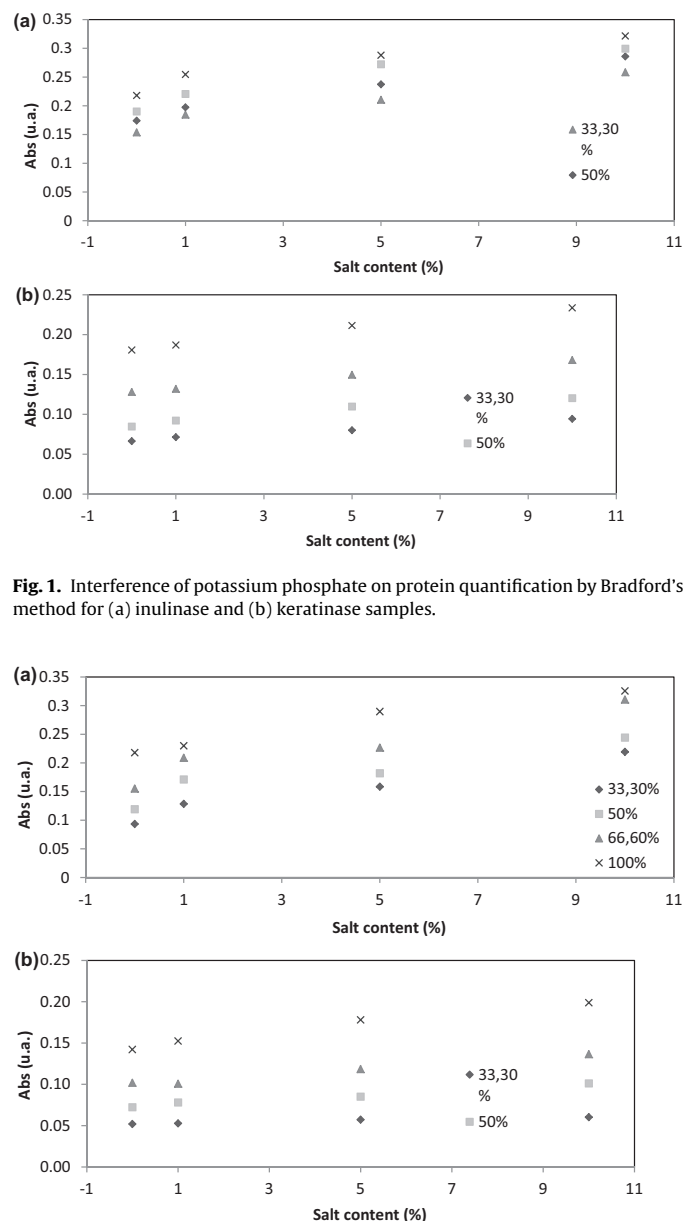 (a)
0.35
0.3
0.25
0.2
0.15
0.1
0.05
0
Abs (u.a.)
-1 1 3 5 7 9 11
Salt content (%)
33,30
%
50%
(b)
0.25
0.20
0.15
0.10
0.05
0.00
Abs (u.a.)
-1 1 3 5 7 9 11
Salt content (%)
33,30
%
50%
Fig. 1. Interference of potassium phosphate on protein quantification by Bradford's
method for (a) inulinase and (b) keratinase samples.
(a)
0.35
0.3
0.25
0.2
0.15
0.1
0.05
0
Abs (u.a.)
-1 1 3 5 7 9 11
Salt content (%)
33,30%
50%
66,60%
100%
(b)
0.25
0.20
0.15
0.10
0.05
0.00
Abs (u.a.)
-1 1 3 5 7 9 11
Salt content (%)
33,30
%
50%